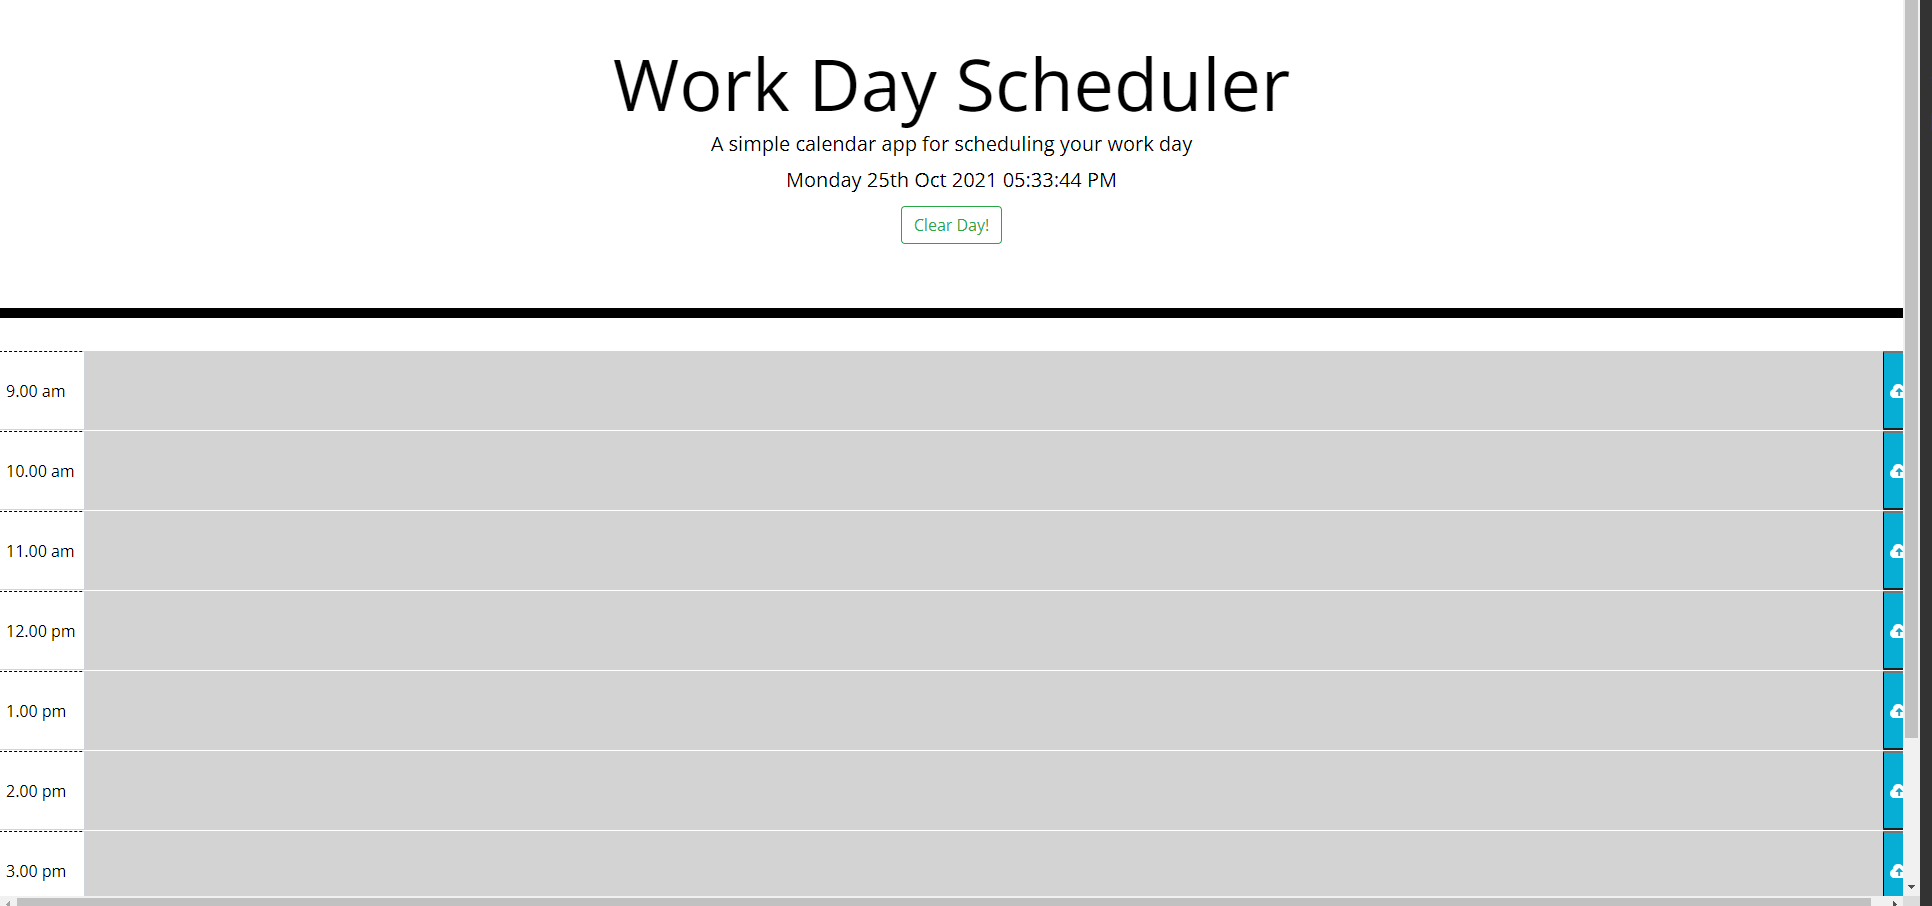 Work Day Scheduler
A simple calendar app for scheduling your work day
Monday 25th Oct 2021 05:33:44 PM
Clear Day!
9.00 am
10.00 am
11.00 am
12.00 pm
1.00 pm
2.00 pm
3.00 pm